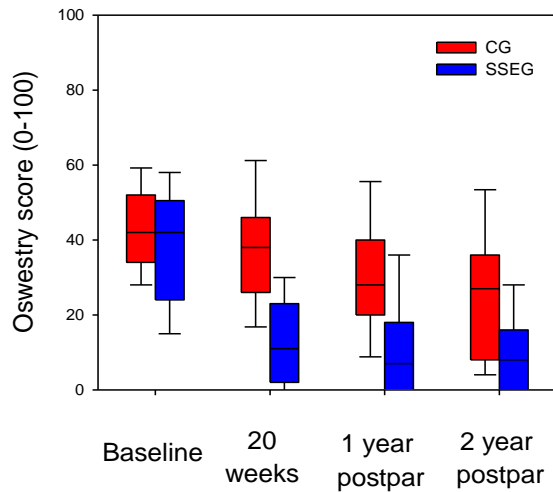 100
CG
SSEG
80
60
40
20
0
Oswestry score (0-100)
Baseline
20
weeks
1 year
postpar
2 year
postpar